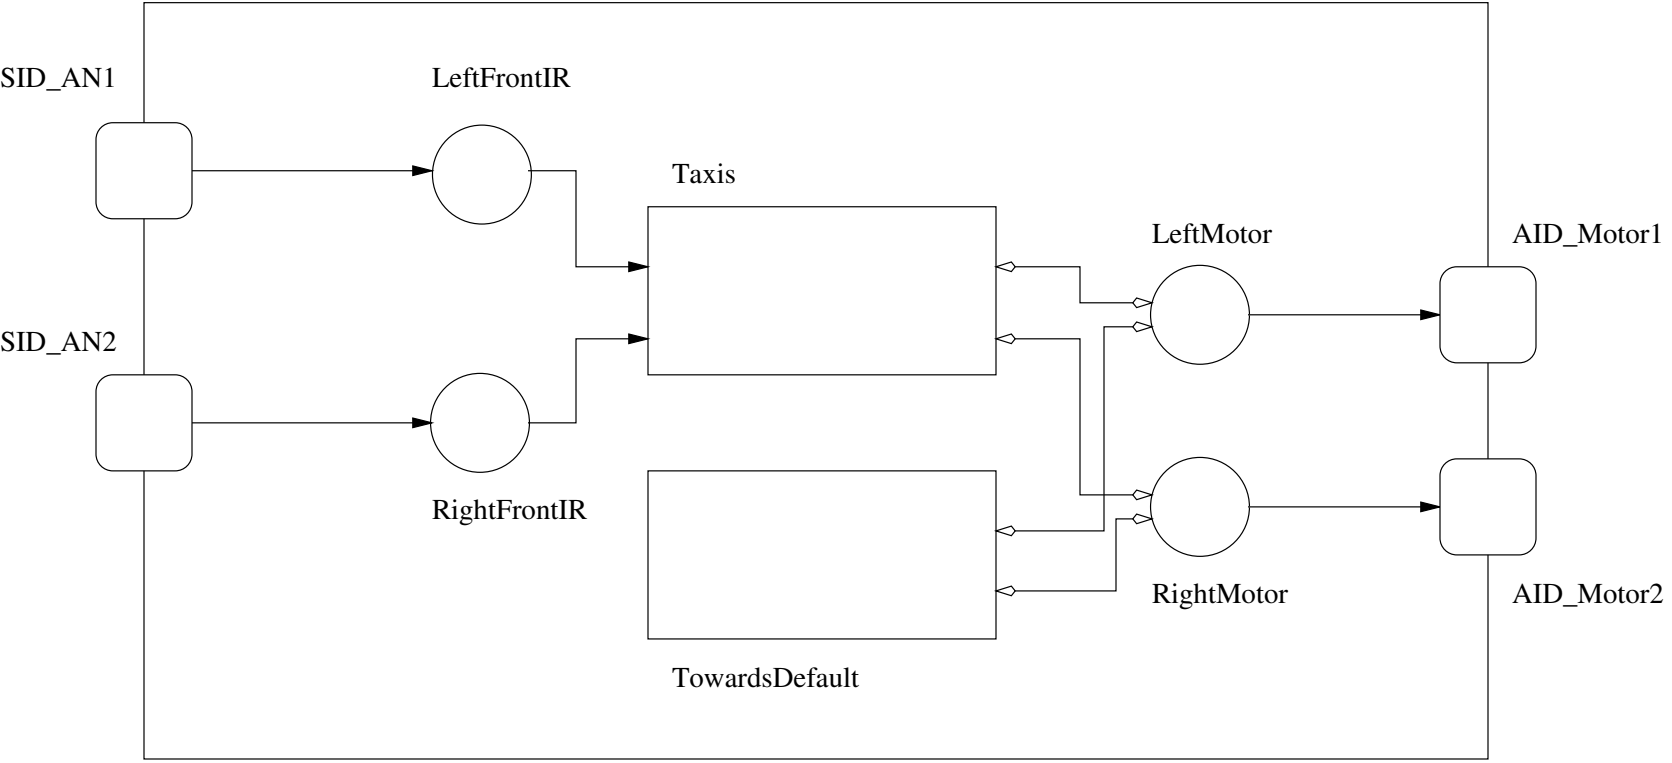 SID_AN1
LeftFrontIR
Taxis
LeftMotor
AID_Motor1
SID_AN2
RightFrontIR
RightMotor
AID_Motor2
TowardsDefault